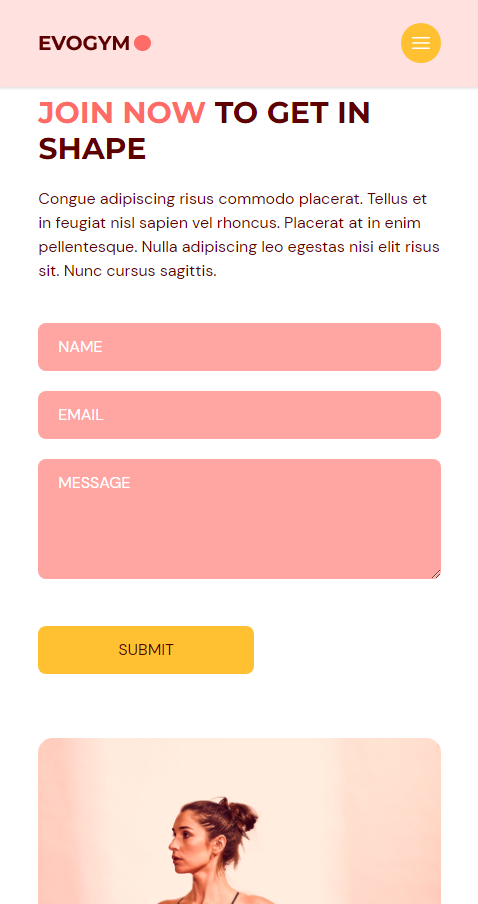 EVOGYM
JOIN NOW TO GET IN
SHAPE
Congue adipiscing risus commodo placerat. Tellus et
in feugiat nisl sapien vel rhoncus. Placerat at in enim
pellentesque. Nulla adipiscing leo egestas nisi elit risus
sit. Nunc cursus sagittis.
NAME
EMAIL
MESSAGE
SUBMIT